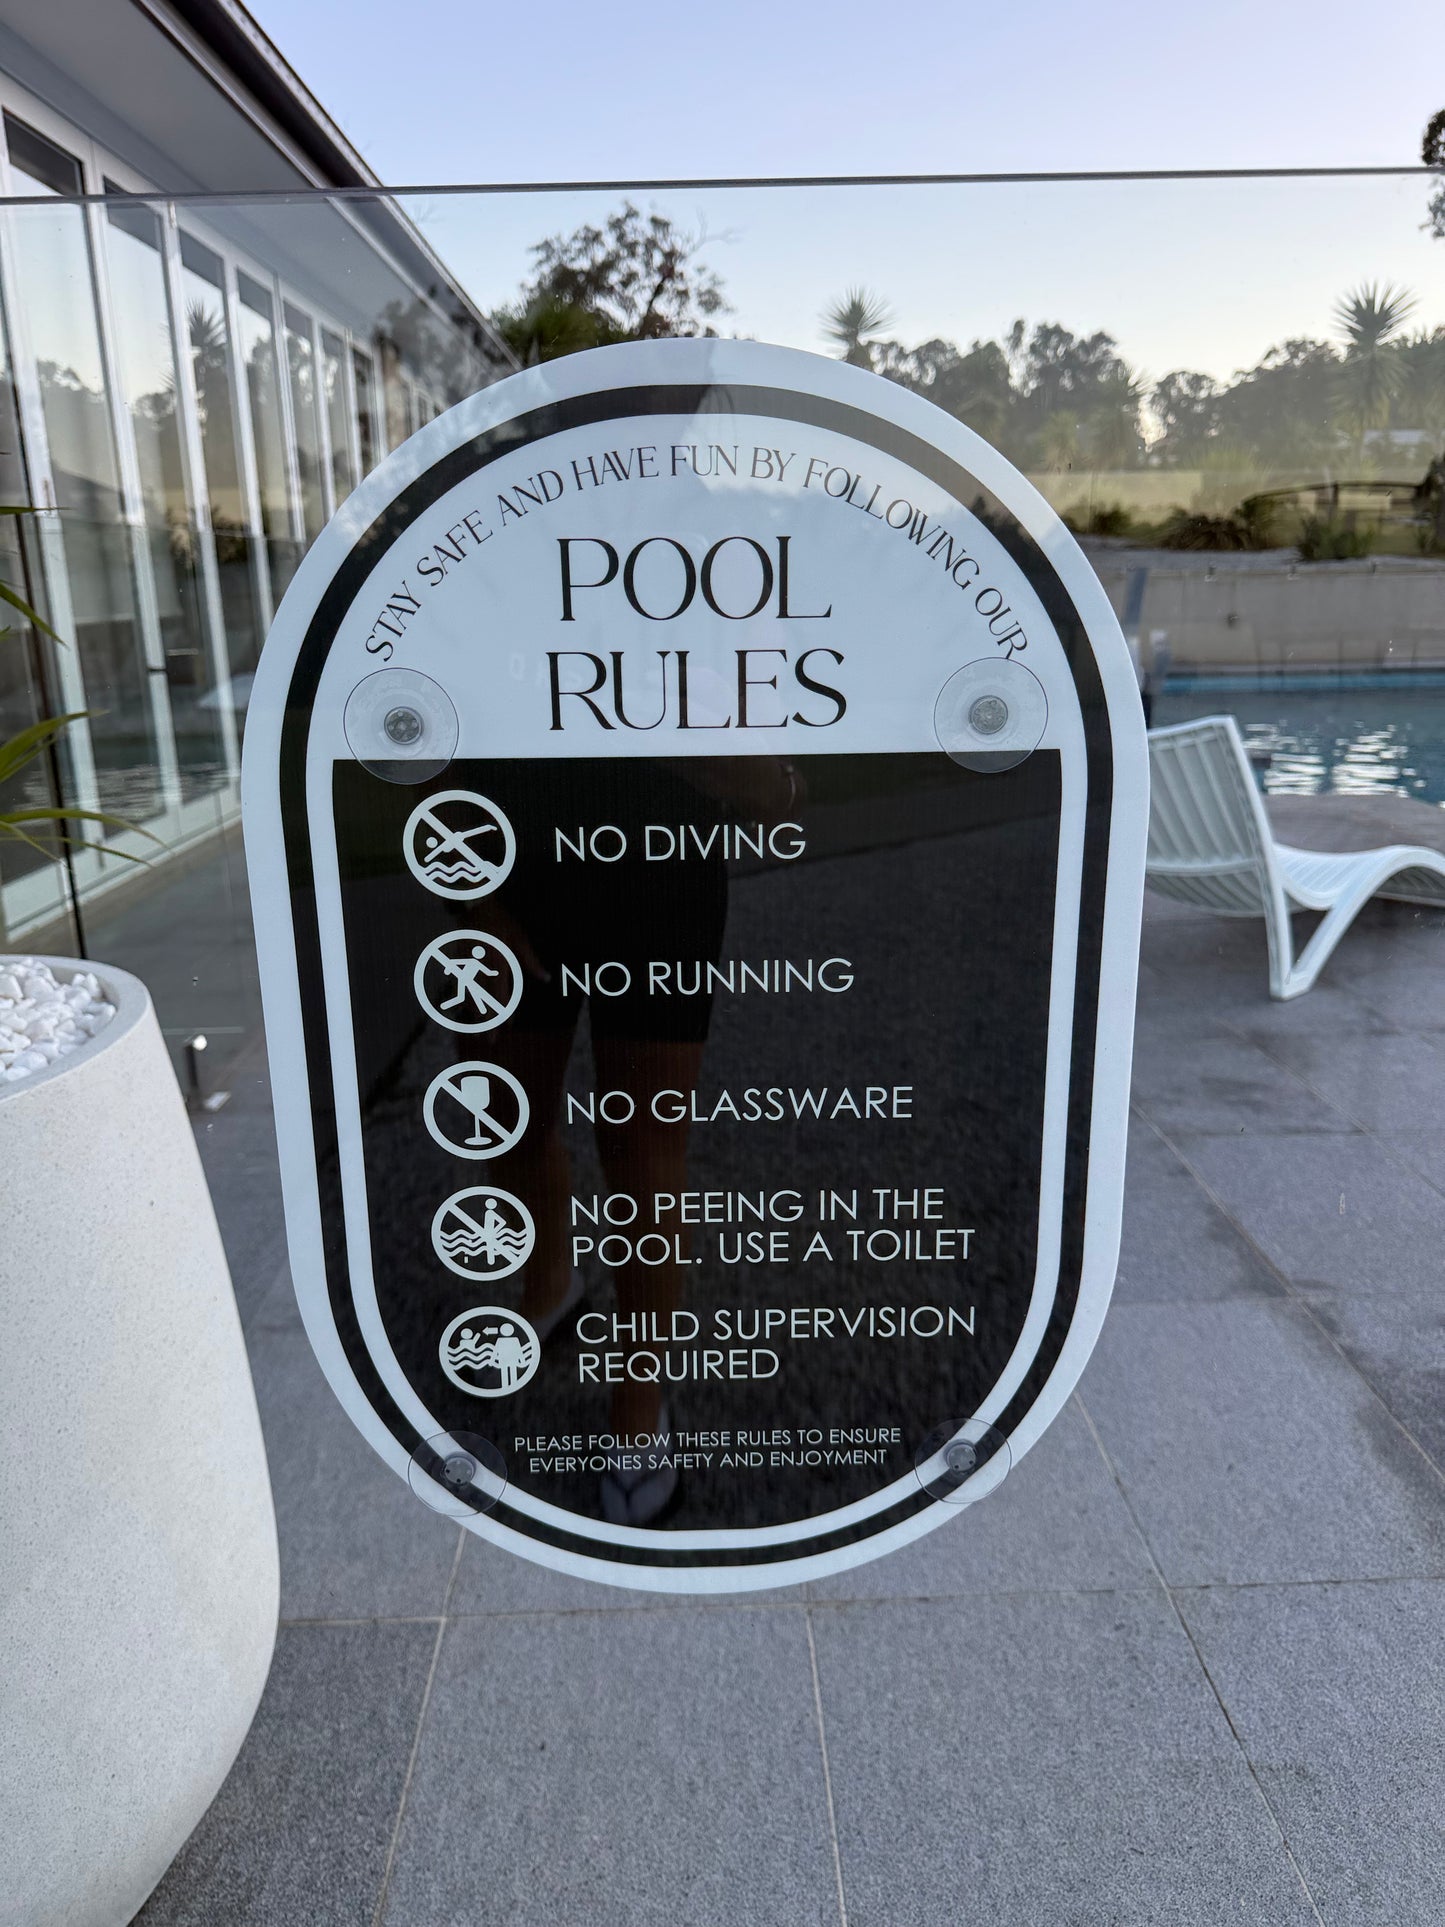 STAY SAFE AND HAVE FUN BY FOLLOWING OUR
POOL
RULES
NO DIVING
NO RUNNING
NO GLASSWARE
NO PEEING IN THE
POOL. USE A TOILET
CHILD SUPERVISION
REQUIRED
PLEASE FOLLOW THESE RULES TO ENSURE
EVERYONES SAFETY AND ENJOYMENT